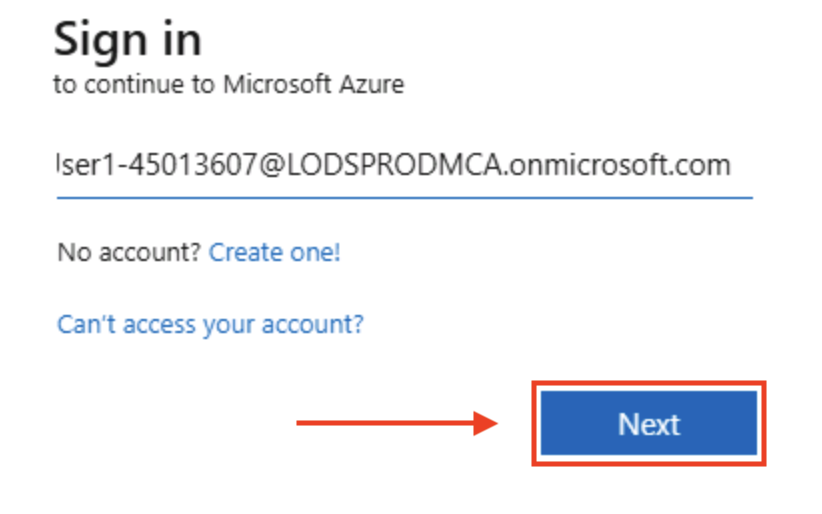 Sign in
to continue to Microsoft Azure
ser1-45013607@LODSPRODMCA.onmicrosoft.com
No account? Create one!
Can't access your account?
Next